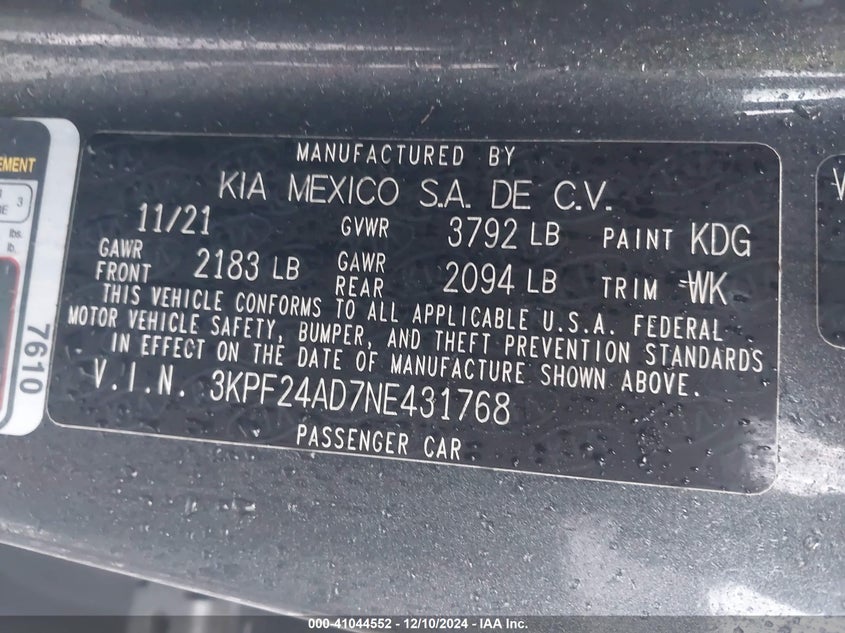 MANUFACTURED BY
KIA MEXICO S.A. DE C.V.
11/21 GVWR 3792 LB PAINT KDG
GAWR FRONT 2183 LB GAWR REAR 2094 LB TRIM WK
THIS VEHICLE CONFORMS TO ALL APPLICABLE U.S.A. FEDERAL
MOTOR VEHICLE SAFETY, BUMPER, AND THEFT PREVENTION STANDARDS
IN EFFECT ON THE DATE OF MANUFACTURE SHOWN ABOVE.
V.I.N. 3KPF24AD7NE431768
PASSENGER CAR
3
lbs.
lb.
7610
000-41044552 - 12/10/2024 - IAA Inc.